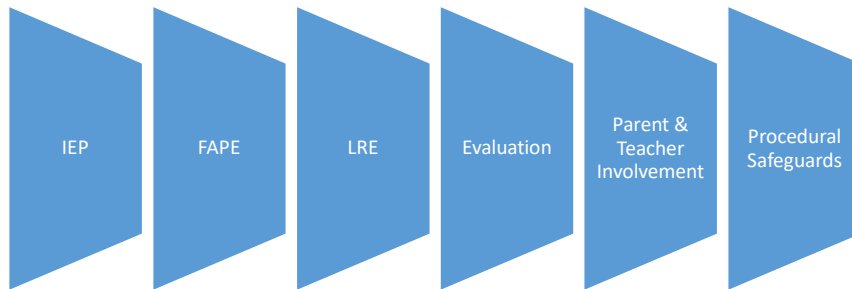 IEP
FAPE
LRE
Evaluation
Parent &
Teacher
Involvement
Procedural
Safeguards